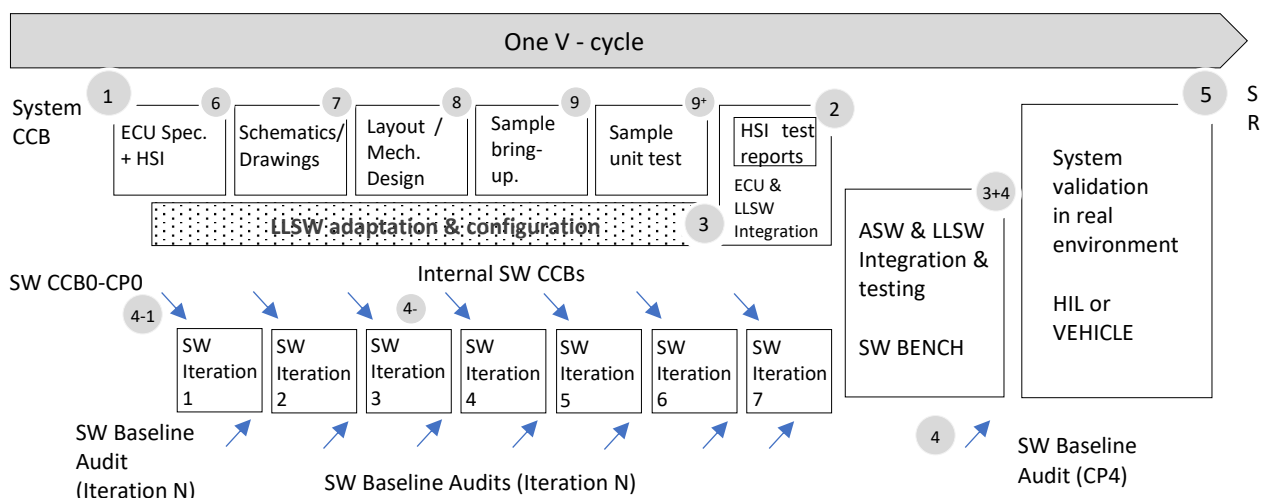 One V - cycle
System
CCB
1
6
7
8
9
9+
2
5
S
R
ECU Spec.
+ HSI
Schematics/
Drawings
Layout /
Mech.
Design
Sample
bring-
up.
Sample
unit test
HSI test
reports
ECU &
LLSW
Integration
LLSW adaptation & configuration
3
3+4
ASW & LLSW
Integration &
testing
SW BENCH
System
validation
in real
environment
HIL or
VEHICLE
Internal SW CCBs
SW CCB0-CP0
4-1
4-
SW
Iteration
1
SW
Iteration
2
SW
Iteration
3
SW
Iteration
4
SW
Iteration
5
SW
Iteration
6
SW
Iteration
7
SW Baseline
Audit
(Iteration N)
SW Baseline Audits (Iteration N)
4
SW Baseline
Audit (CP4)